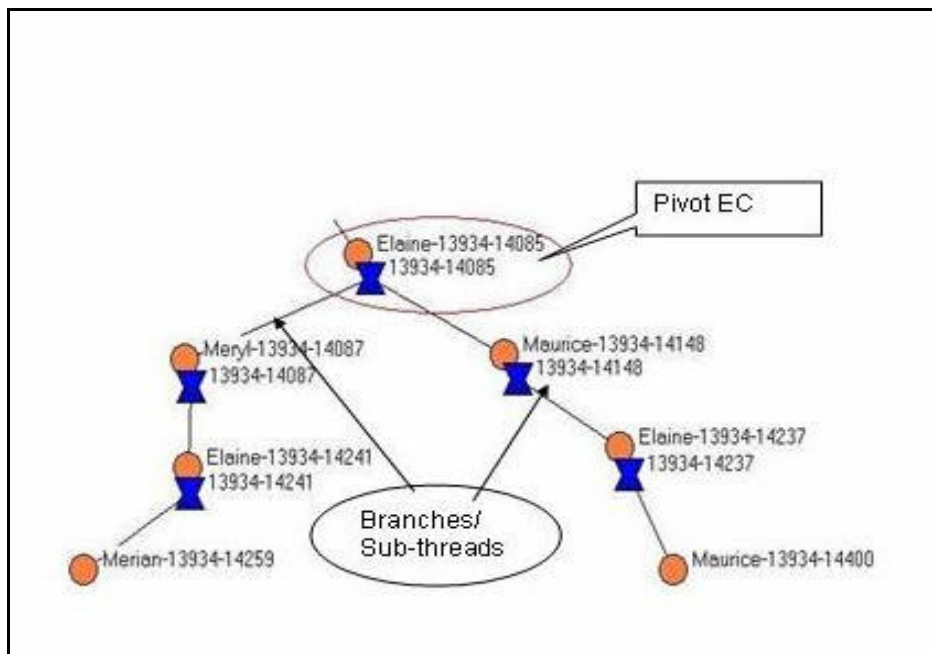 Pivot EC
Elaine-13934-14085
13934-14085
Meryl-13934-14087
13934-14087
Maurice-13934-14148
13934-14148
Elaine-13934-14241
13934-14241
Elaine-13934-14237
13934-14237
Branches/
Sub-threads
Merian-13934-14259
Maurice-13934-14400